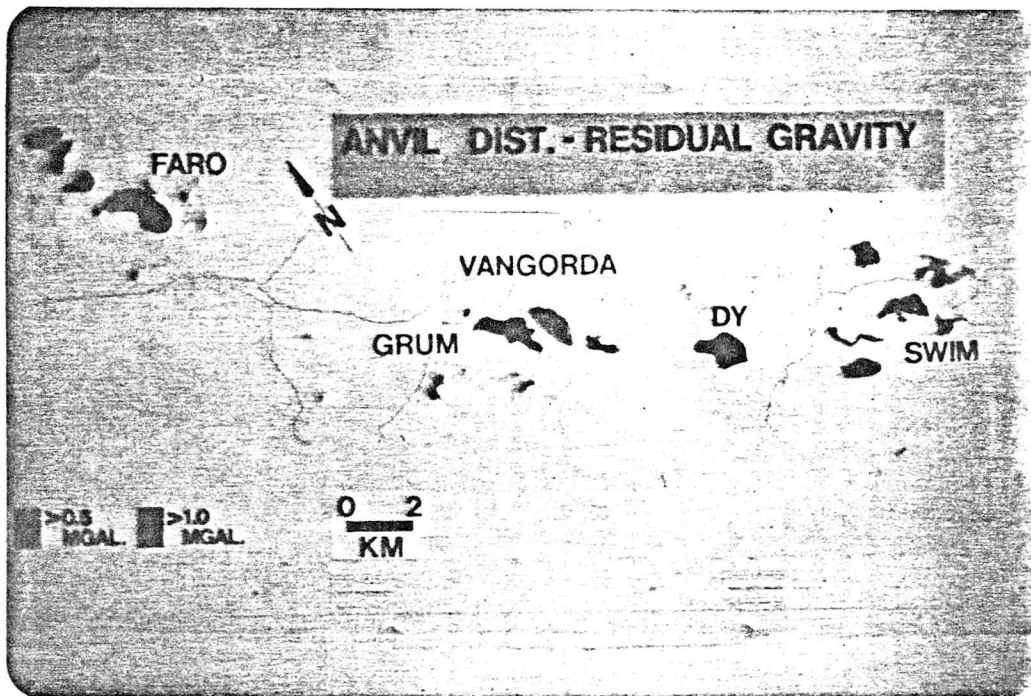 ANVIL DIST. - RESIDUAL GRAVITY
FARO
N
VANGORDA
GRUM
DY
SWIM
>0.5 MGAL.
>1.0 MGAL.
0 2
KM